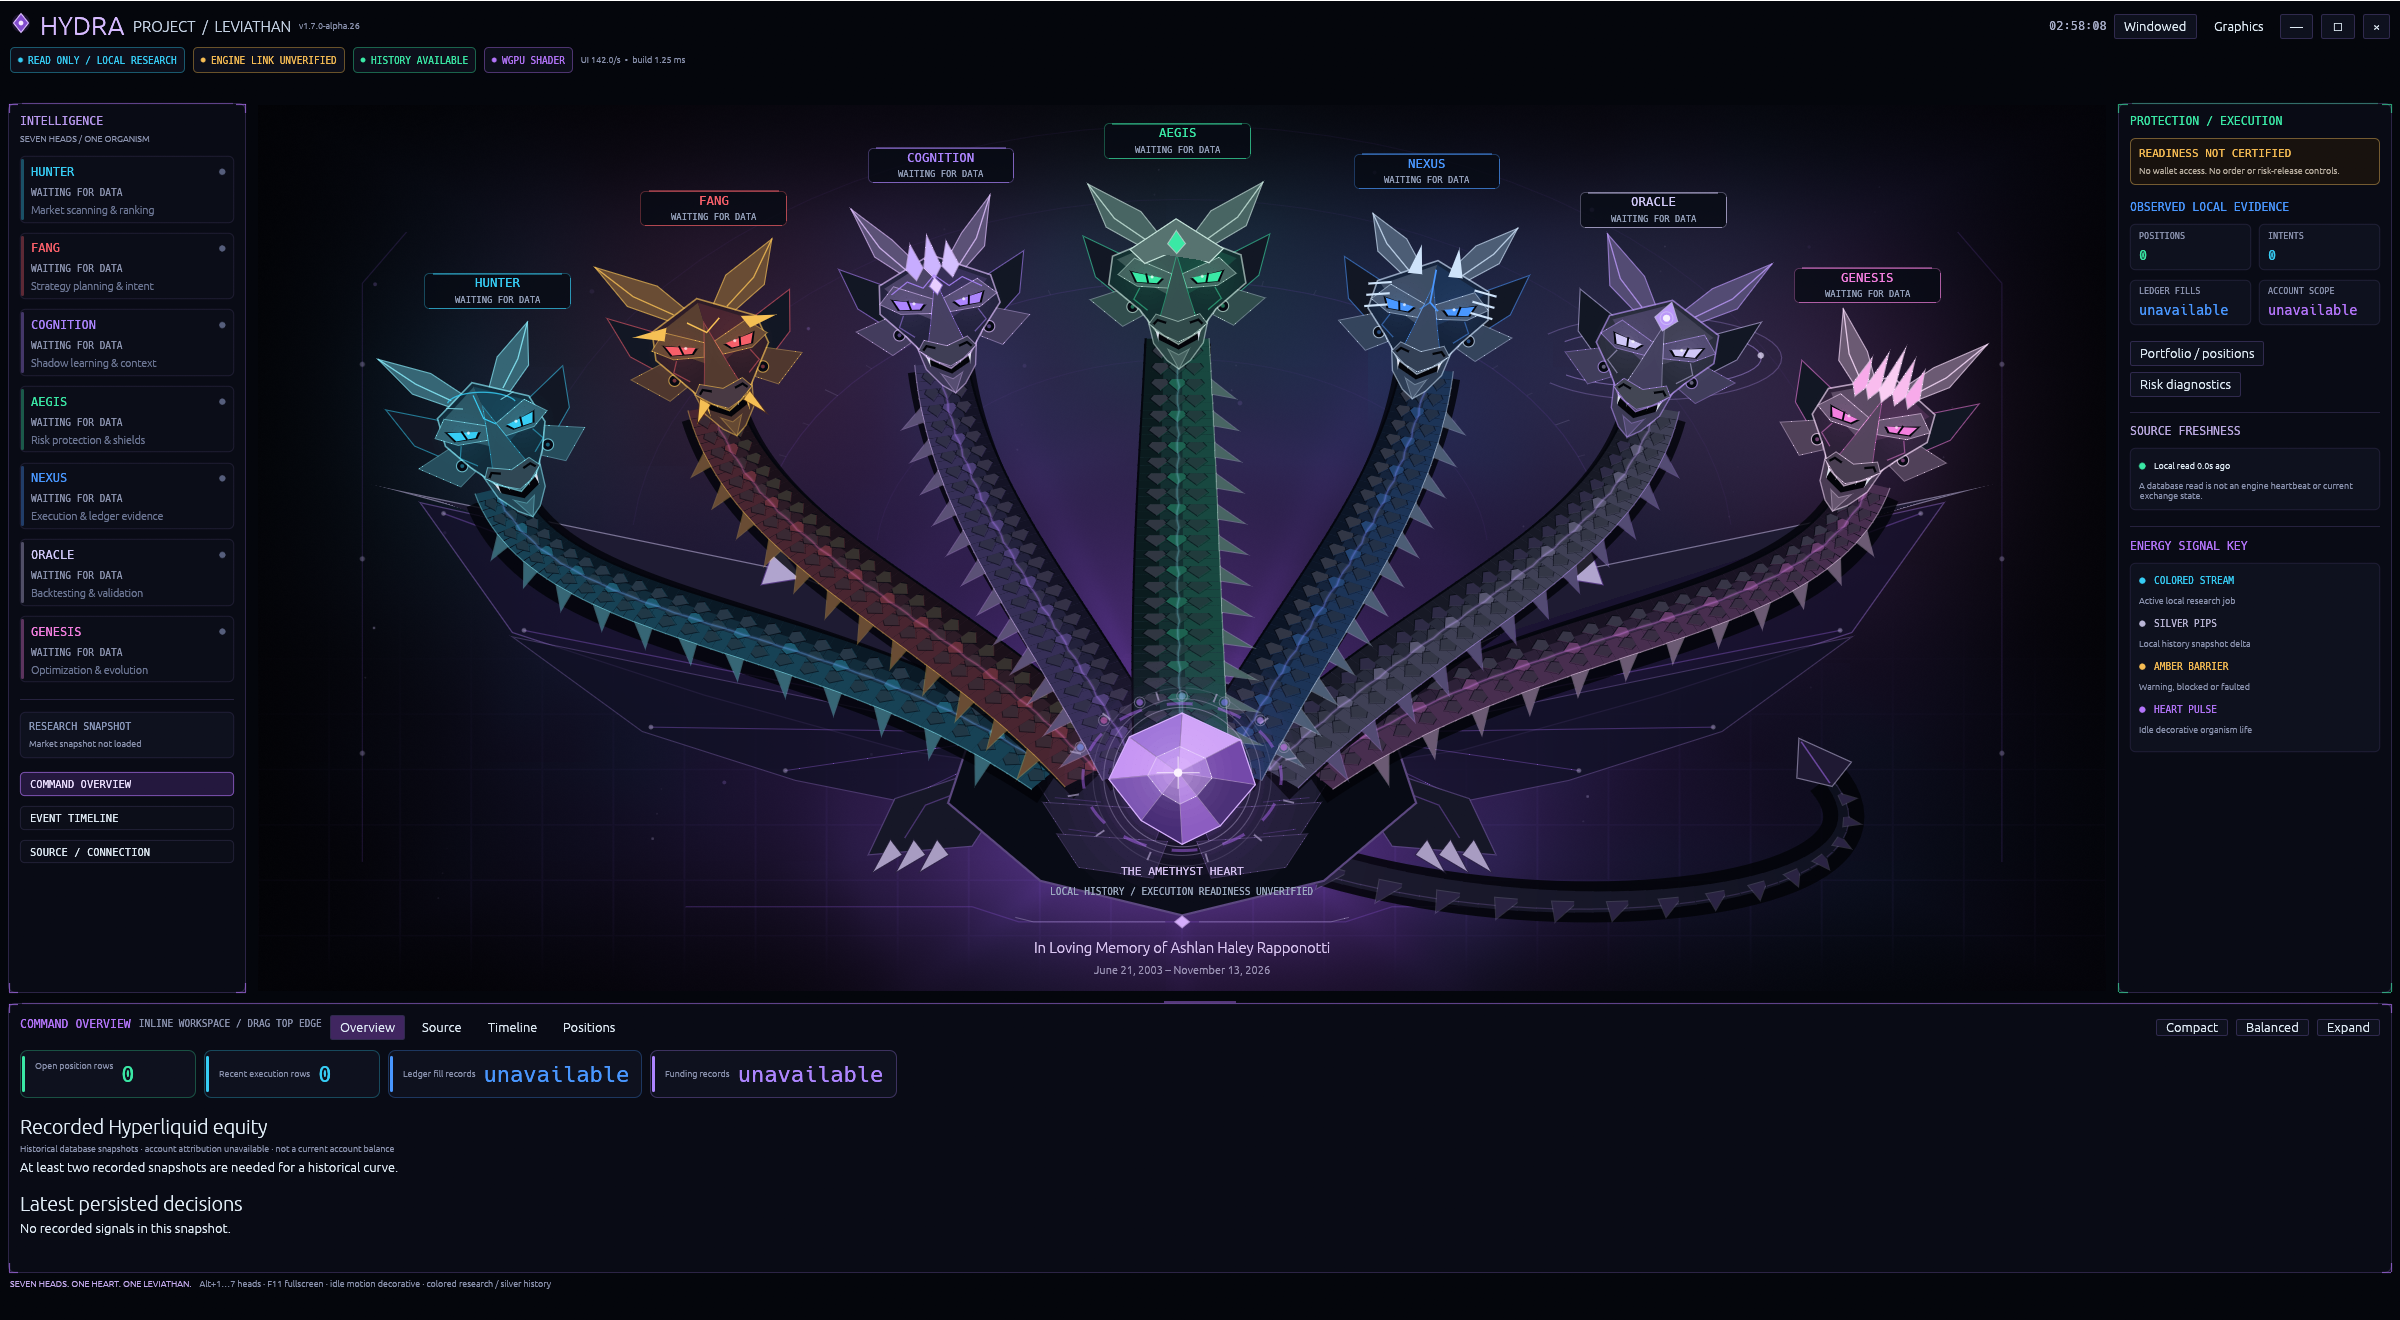 HYDRA PROJECT / LEVIATHAN v1.7.0-alpha.26
02:58:08 Windowed Graphics — □ ×
READ ONLY / LOCAL RESEARCH ENGINE LINK UNVERIFIED HISTORY AVAILABLE WGPU SHADER UI 142.0/s • build 1.25 ms
INTELLIGENCE
SEVEN HEADS / ONE ORGANISM
HUNTER
WAITING FOR DATA
Market scanning & ranking
FANG
WAITING FOR DATA
Strategy planning & intent
COGNITION
WAITING FOR DATA
Shadow learning & context
AEGIS
WAITING FOR DATA
Risk protection & shields
NEXUS
WAITING FOR DATA
Execution & ledger evidence
ORACLE
WAITING FOR DATA
Backtesting & validation
GENESIS
WAITING FOR DATA
Optimization & evolution
RESEARCH SNAPSHOT
Market snapshot not loaded
COMMAND OVERVIEW
EVENT TIMELINE
SOURCE / CONNECTION
HUNTER
WAITING FOR DATA
FANG
WAITING FOR DATA
COGNITION
WAITING FOR DATA
AEGIS
WAITING FOR DATA
NEXUS
WAITING FOR DATA
ORACLE
WAITING FOR DATA
GENESIS
WAITING FOR DATA
THE AMETHYST HEART
LOCAL HISTORY / EXECUTION READINESS UNVERIFIED
In Loving Memory of Ashlan Haley Rapponotti
June 21, 2003 – November 13, 2026
PROTECTION / EXECUTION
READINESS NOT CERTIFIED
No wallet access. No order or risk-release controls.
OBSERVED LOCAL EVIDENCE
POSITIONS INTENTS
0 0
LEDGER FILLS ACCOUNT SCOPE
unavailable unavailable
Portfolio / positions
Risk diagnostics
SOURCE FRESHNESS
Local read 0.0s ago
A database read is not an engine heartbeat or current
exchange state.
ENERGY SIGNAL KEY
COLORED STREAM
Active local research job
SILVER PIPS
Local history snapshot delta
AMBER BARRIER
Warning, blocked or faulted
HEART PULSE
Idle decorative organism life
COMMAND OVERVIEW INLINE WORKSPACE / DRAG TOP EDGE Overview Source Timeline Positions Compact Balanced Expand
Open position rows 0 Recent execution rows 0 Ledger fill records unavailable Funding records unavailable
Recorded Hyperliquid equity
Historical database snapshots · account attribution unavailable · not a current account balance
At least two recorded snapshots are needed for a historical curve.
Latest persisted decisions
No recorded signals in this snapshot.
SEVEN HEADS. ONE HEART. ONE LEVIATHAN. Alt+1…7 heads · F11 fullscreen · idle motion decorative · colored research / silver history